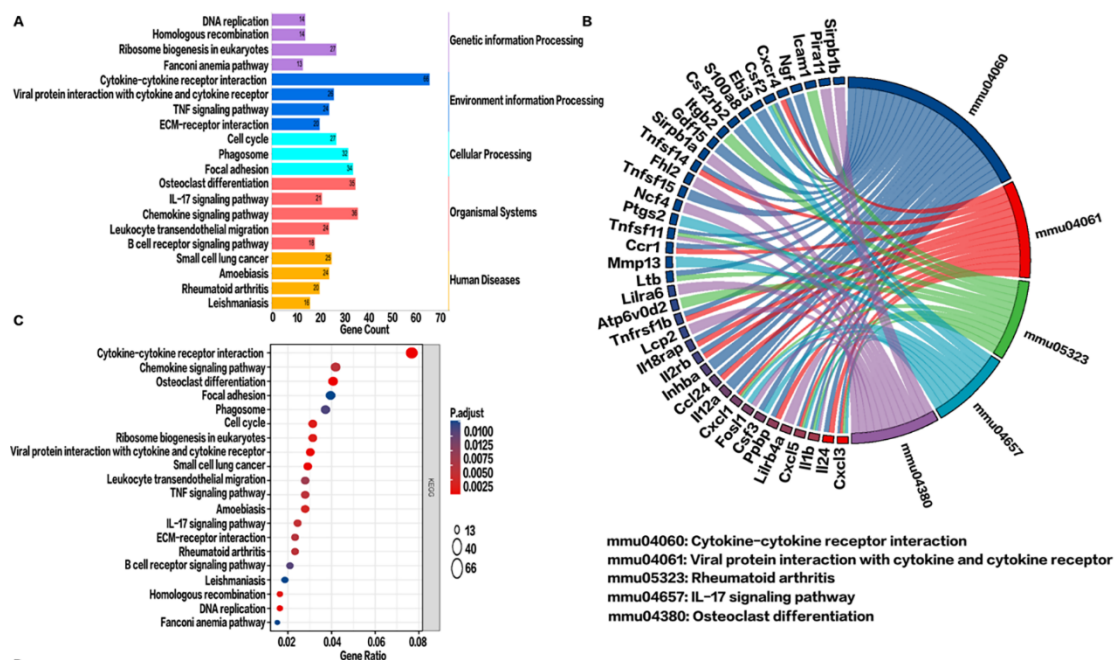 A
DNA replication 14
Homologous recombination 14
Ribosome biogenesis in eukaryotes 27
Fanconi anemia pathway 13
Genetic information Processing
Cytokine-cytokine receptor interaction 66
Viral protein interaction with cytokine and cytokine receptor 26
TNF signaling pathway 24
ECM-receptor interaction 20
Environment information Processing
Cell cycle 27
Phagosome 32
Focal adhesion 34
Cellular Processing
Osteoclast differentiation 35
IL-17 signaling pathway 21
Chemokine signaling pathway 36
Leukocyte transendothelial migration 24
B cell receptor signaling pathway 18
Organismal Systems
Small cell lung cancer 25
Amoebiasis 24
Rheumatoid arthritis 20
Leishmaniasis 16
Human Diseases
0 10 20 30 40 50 60 70
Gene Count
B
Sirpb1b
Pira11
Icam1
Ngf
Cxcr4
Csf2
Ebi3
S100a8
Csf2rb2
Itgb2
Gdf15
Sirpb1a
Tnfsf14
Fhl2
Tnfsf15
Ncf4
Ptgs2
Tnfsf11
Ccr1
Mmp13
Ltb
Lilra6
Atp6v0d2
Tnfrsf1b
Lcp2
Il18rap
Il2rb
Inhba
Ccl24
Il12a
Cxcl1
Fosl1
Csf3
Ppbp
Lilrb4a
Cxcl5
Il1b
Il24
Cxcl3
mmu04060
mmu04061
mmu05323
mmu04657
mmu04380
mmu04060: Cytokine-cytokine receptor interaction
mmu04061: Viral protein interaction with cytokine and cytokine receptor
mmu05323: Rheumatoid arthritis
mmu04657: IL-17 signaling pathway
mmu04380: Osteoclast differentiation
C
Cytokine-cytokine receptor interaction
Chemokine signaling pathway
Osteoclast differentiation
Focal adhesion
Phagosome
Cell cycle
Ribosome biogenesis in eukaryotes
Viral protein interaction with cytokine and cytokine receptor
Small cell lung cancer
Leukocyte transendothelial migration
TNF signaling pathway
Amoebiasis
IL-17 signaling pathway
ECM-receptor interaction
Rheumatoid arthritis
B cell receptor signaling pathway
Leishmaniasis
Homologous recombination
DNA replication
Fanconi anemia pathway
0.02 0.04 0.06 0.08
Gene Ratio
KEGG
P.adjust
0.0100
0.0125
0.0075
0.0050
0.0025
13
40
66